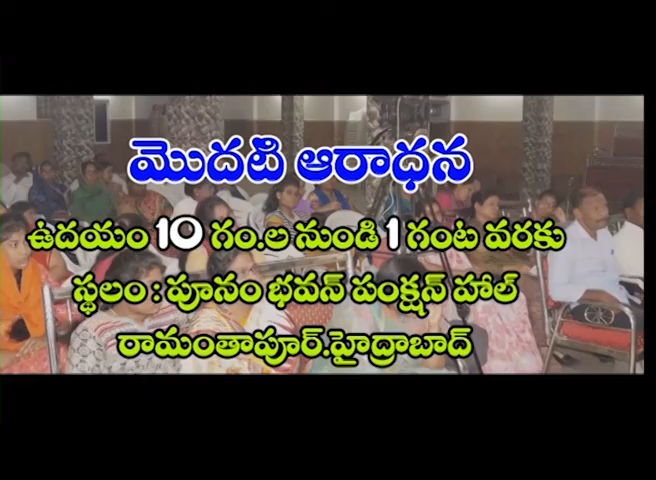 మొదటి ఆరాధన
ఉదయం 10 గం.ల నుండి 1 గంట వరకు
స్థలం : పూనం భవన్ పంక్షన్ హాల్
రామంతాపూర్.హైద్రాబాద్